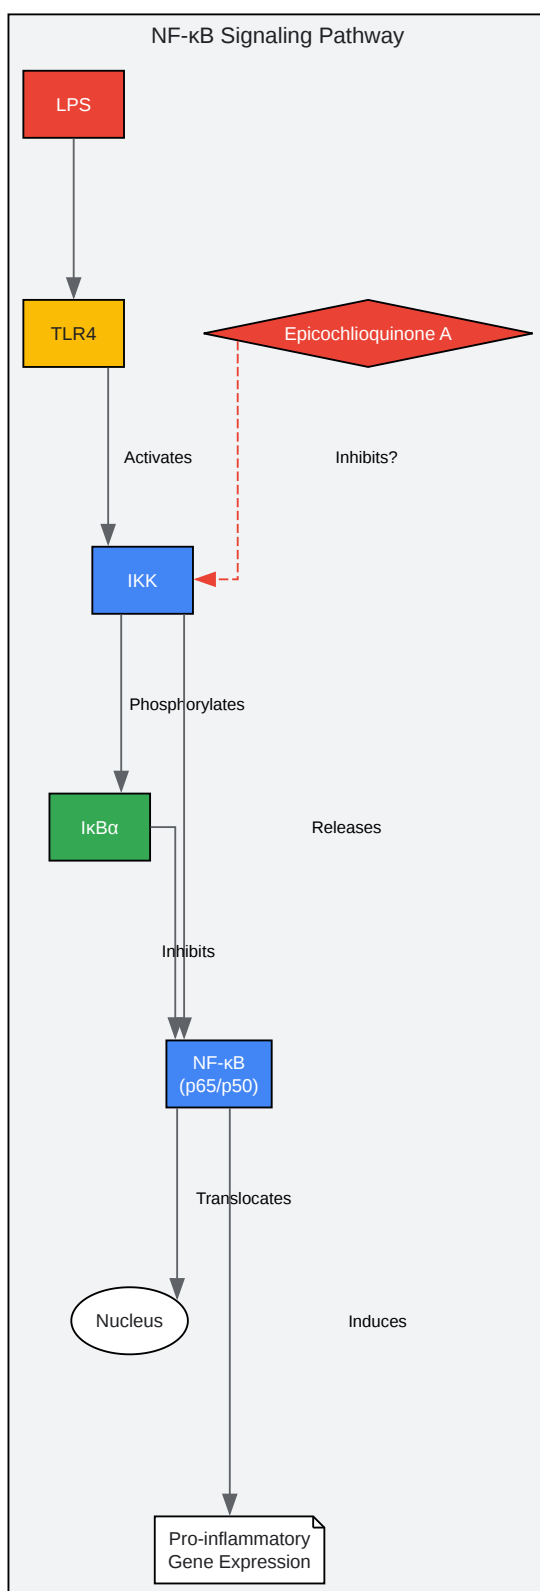 NF-κB Signaling Pathway
LPS
TLR4
Epicochlioquinone A
Activates
Inhibits?
IKK
Phosphorylates
IκBα
Releases
Inhibits
NF-κB
(p65/p50)
Translocates
Nucleus
Induces
Pro-inflammatory
Gene Expression